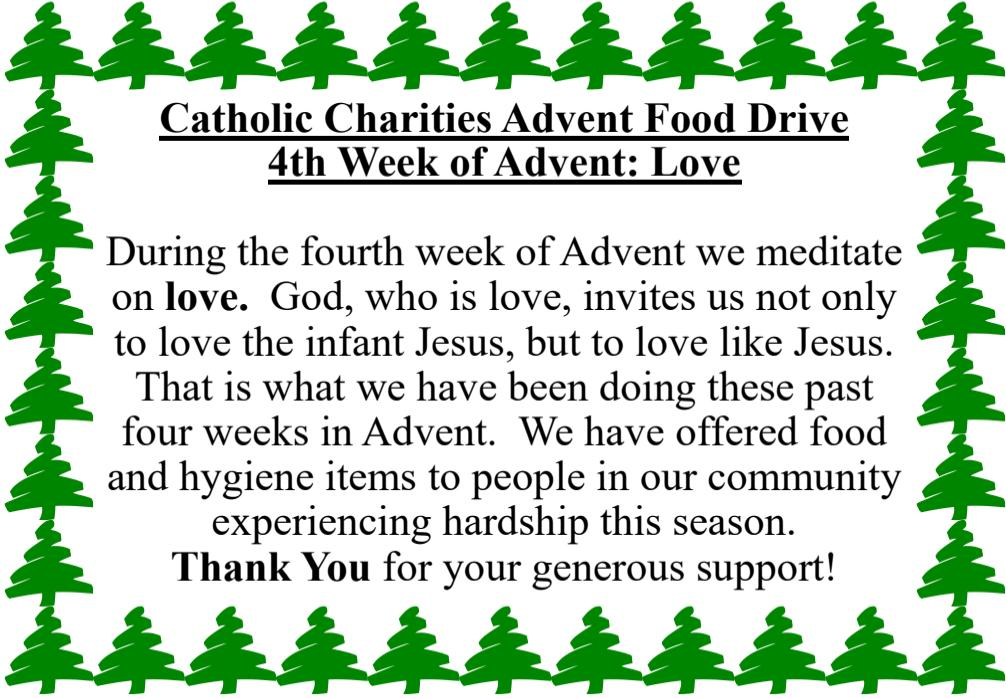 Catholic Charities Advent Food Drive
4th Week of Advent: Love
During the fourth week of Advent we meditate
on love.  God, who is love, invites us not only
to love the infant Jesus, but to love like Jesus.
That is what we have been doing these past
four weeks in Advent.  We have offered food
and hygiene items to people in our community
experiencing hardship this season.
Thank You for your generous support!